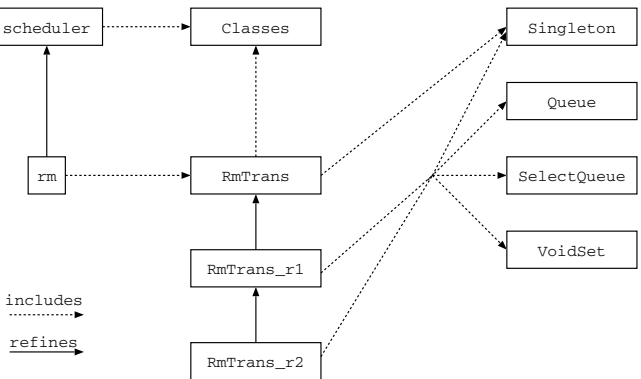 scheduler
Classes
Singleton
Queue
rm
RmTrans
SelectQueue
RmTrans_r1
VoidSet
includes
refines
RmTrans_r2